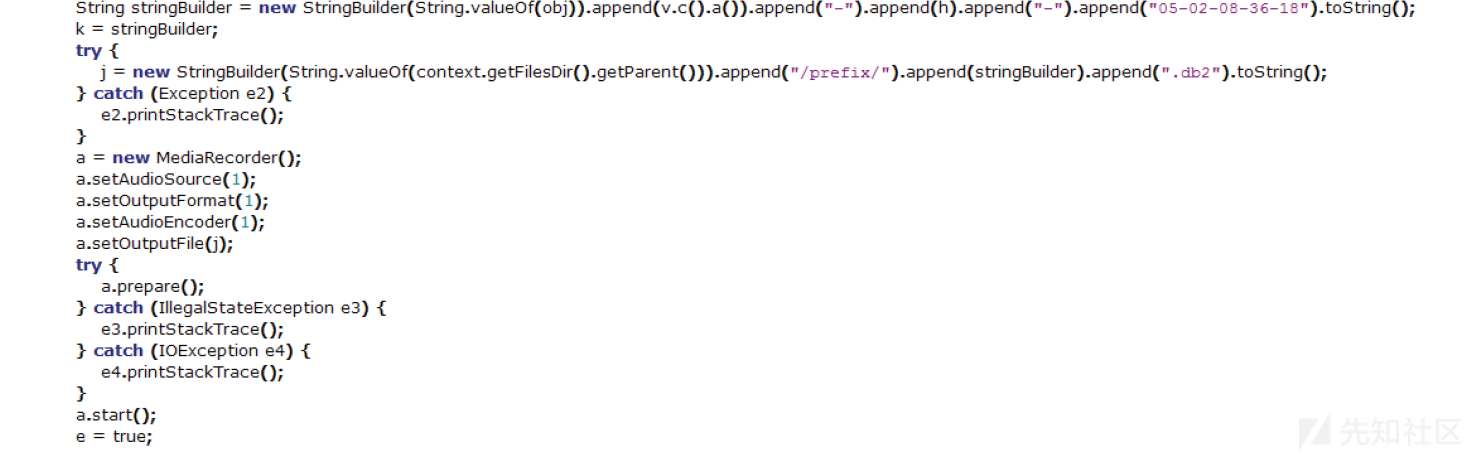 String stringBuilder = new StringBuilder(String.valueOf(obj)).append(v.c().a()).append("-").append(h).append("-").append("05-02-08-36-18").toString();
k = stringBuilder;
try {
j = new StringBuilder(String.valueOf(context.getFilesDir().getParent())).append("/prefix/").append(stringBuilder).append(".db2").toString();
} catch (Exception e2) {
e2.printStackTrace();
}
a = new MediaRecorder();
a.setAudioSource(1);
a.setOutputFormat(1);
a.setAudioEncoder(1);
a.setOutputFile(j);
try {
a.prepare();
} catch (IllegalStateException e3) {
e3.printStackTrace();
} catch (IOException e4) {
e4.printStackTrace();
}
a.start();
e = true;
先知社区